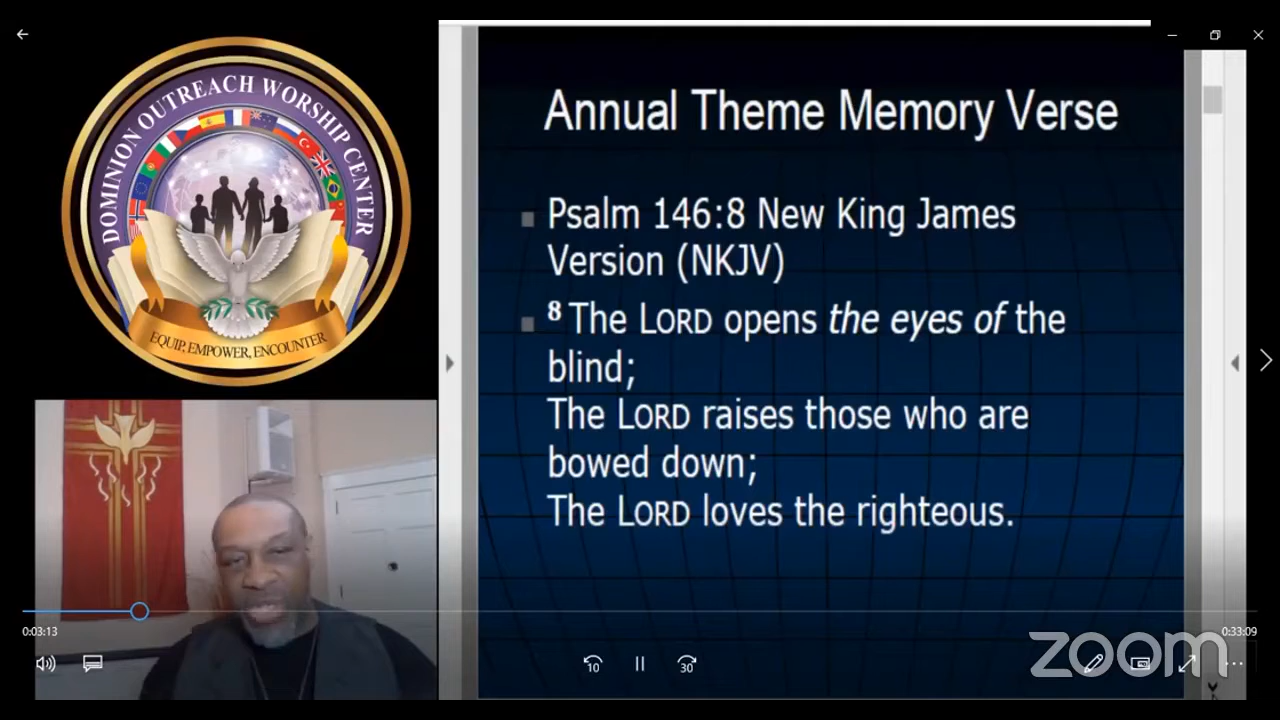 DOMINION OUTREACH WORSHIP CENTER
EQUIP, EMPOWER, ENCOUNTER
Annual Theme Memory Verse
Psalm 146:8 New King James
Version (NKJV)
8 The LORD opens the eyes of the
blind;
The LORD raises those who are
bowed down;
The LORD loves the righteous.
0:03:13
0:33:09
10
30
zoom